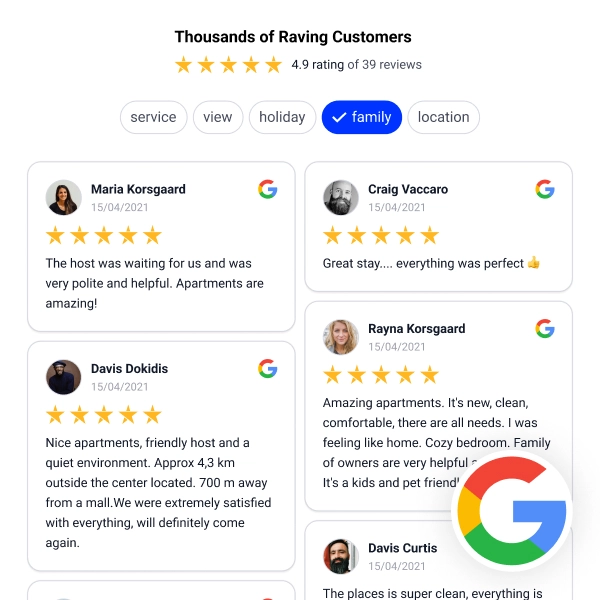 Thousands of Raving Customers
4.9 rating of 39 reviews
service
view
holiday
family
location
Maria Korsgaard
15/04/2021
The host was waiting for us and was
very polite and helpful. Apartments are
amazing!
Davis Dokidis
15/04/2021
Nice apartments, friendly host and a
quiet environment. Approx 4,3 km
outside the center located. 700 m away
from a mall.We were extremely satisfied
with everything, will definitely come
again.
Craig Vaccaro
15/04/2021
Great stay.... everything was perfect 👍
Rayna Korsgaard
15/04/2021
Amazing apartments. It's new, clean,
comfortable, there are all needs. I was
feeling like home. Cozy bedroom. Family
of owners are very helpful
It's a kids and pet
Davis Curtis
15/04/2021
The places is super clean, everything is